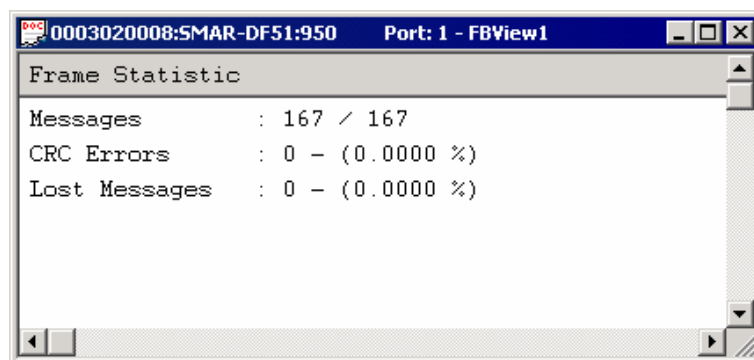 0003020008:SMAR-DF51:950 Port: 1 - FBView1
Frame Statistic
Messages : 167 / 167
CRC Errors : 0 - (0.0000 %)
Lost Messages : 0 - (0.0000 %)